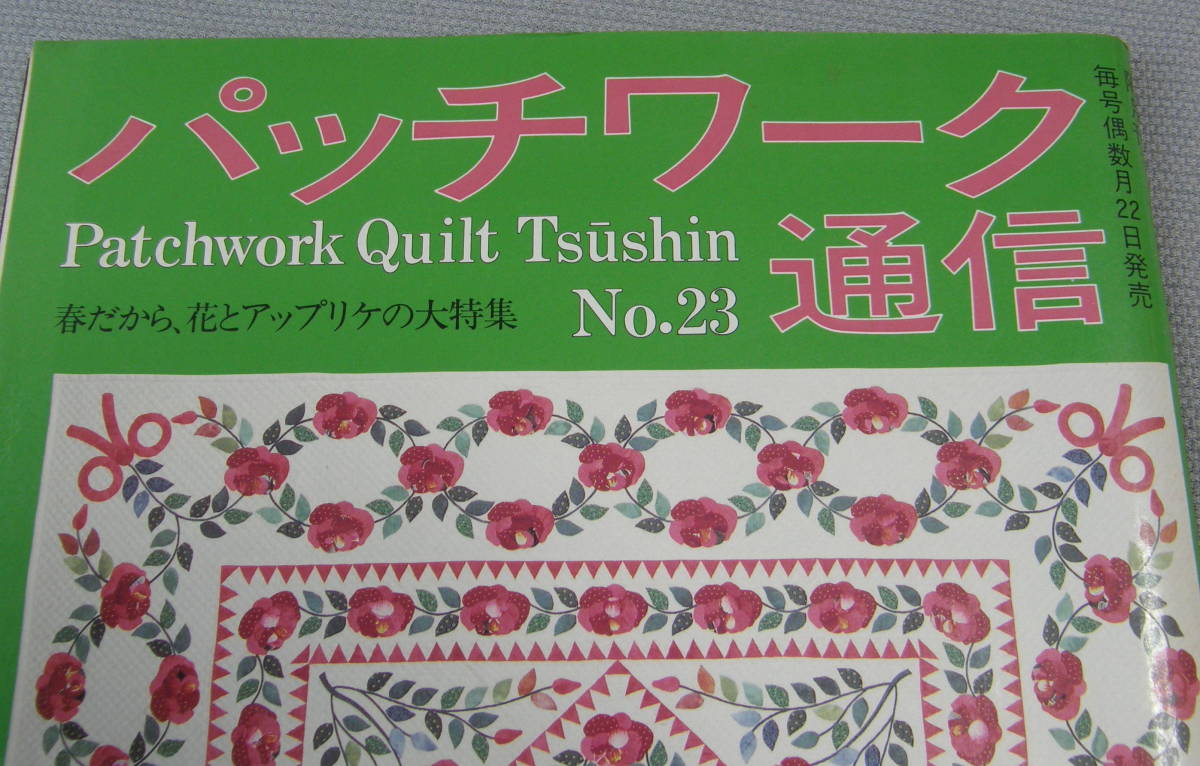 パッチワーク
通信
Patchwork Quilt Tsūshin
No.23
春だから、花とアップリケの大特集
毎号偶数月22日発売